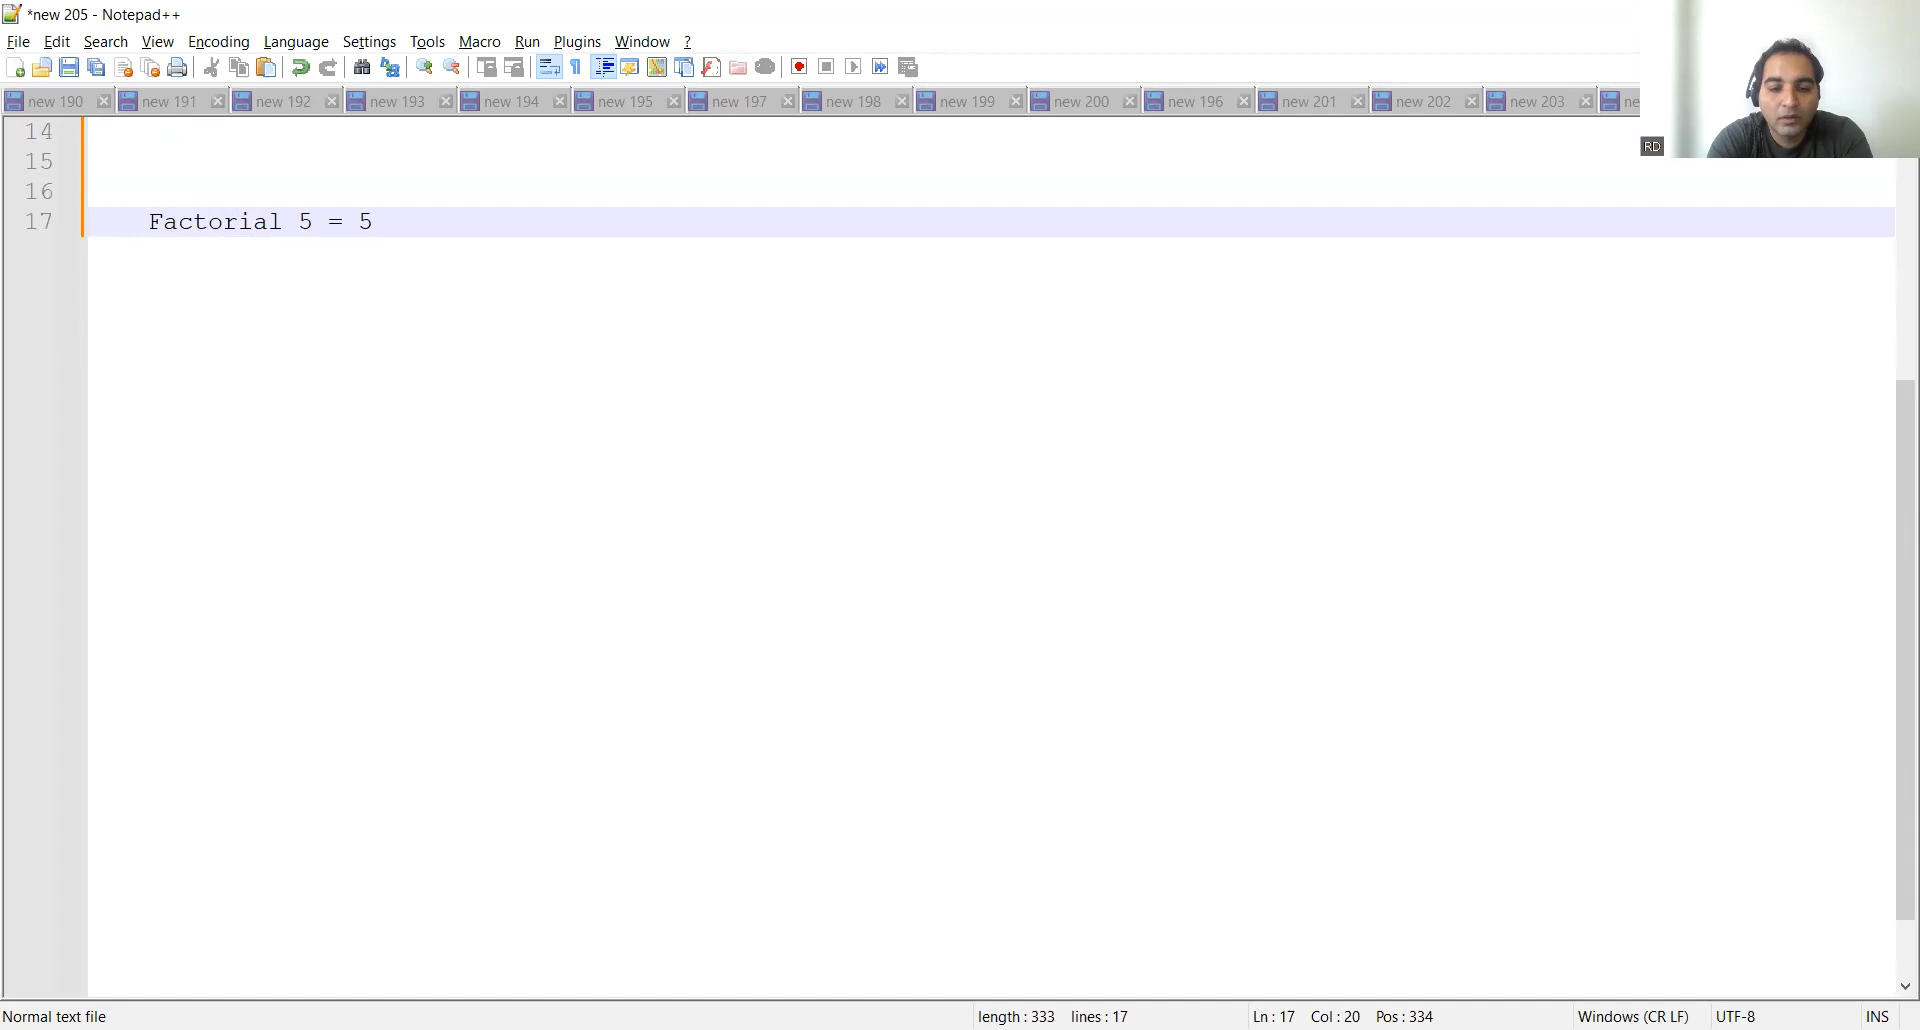 *new 205 - Notepad++
File Edit Search View Encoding Language Settings Tools Macro Run Plugins Window ?
new 190 new 191 new 192 new 193 new 194 new 195 new 197 new 198 new 199 new 200 new 196 new 201 new 202 new 203 ne
RD
14
15
16
17 Factorial 5 = 5
Normal text file length : 333 lines : 17 Ln : 17 Col : 20 Pos : 334 Windows (CR LF) UTF-8 INS